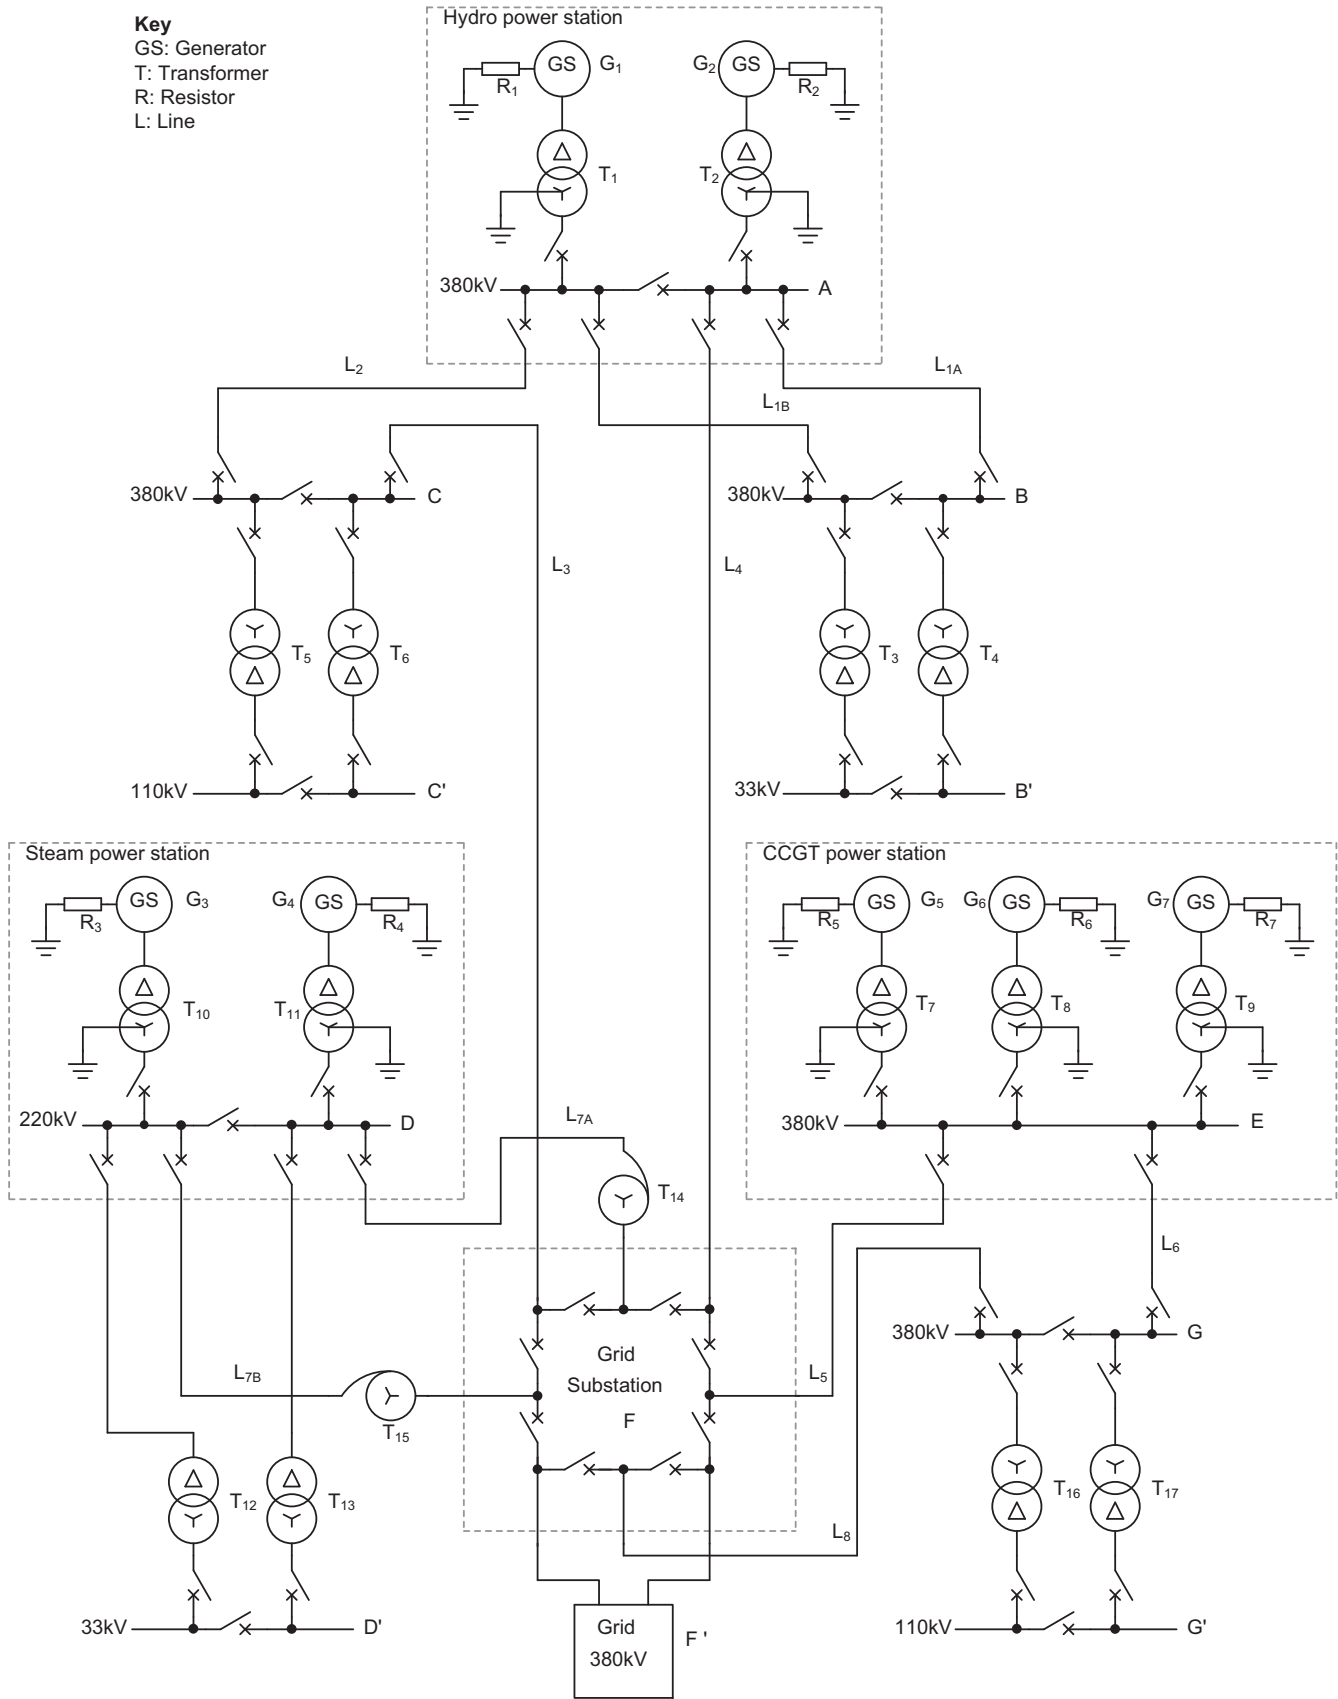 Key
GS: Generator
T: Transformer
R: Resistor
L: Line
Hydro power station
GS G1 G2 GS
R1 R2
T1 T2
380kV A
L2 L1A
L1B
380kV C 380kV B
L3 L4
T5 T6 T3 T4
110kV C' 33kV B'
Steam power station CCGT power station
GS G3 G4 GS GS G5 G6 GS G7 GS
R3 R4 R5 R6 R7
T10 T11 T7 T8 T9
220kV D 380kV E
L7A
T14
L6
380kV G
Grid
Substation
F
L7B L5
T15
T12 T13 T16 T17
L8
33kV D' 110kV G'
Grid
380kV
F '